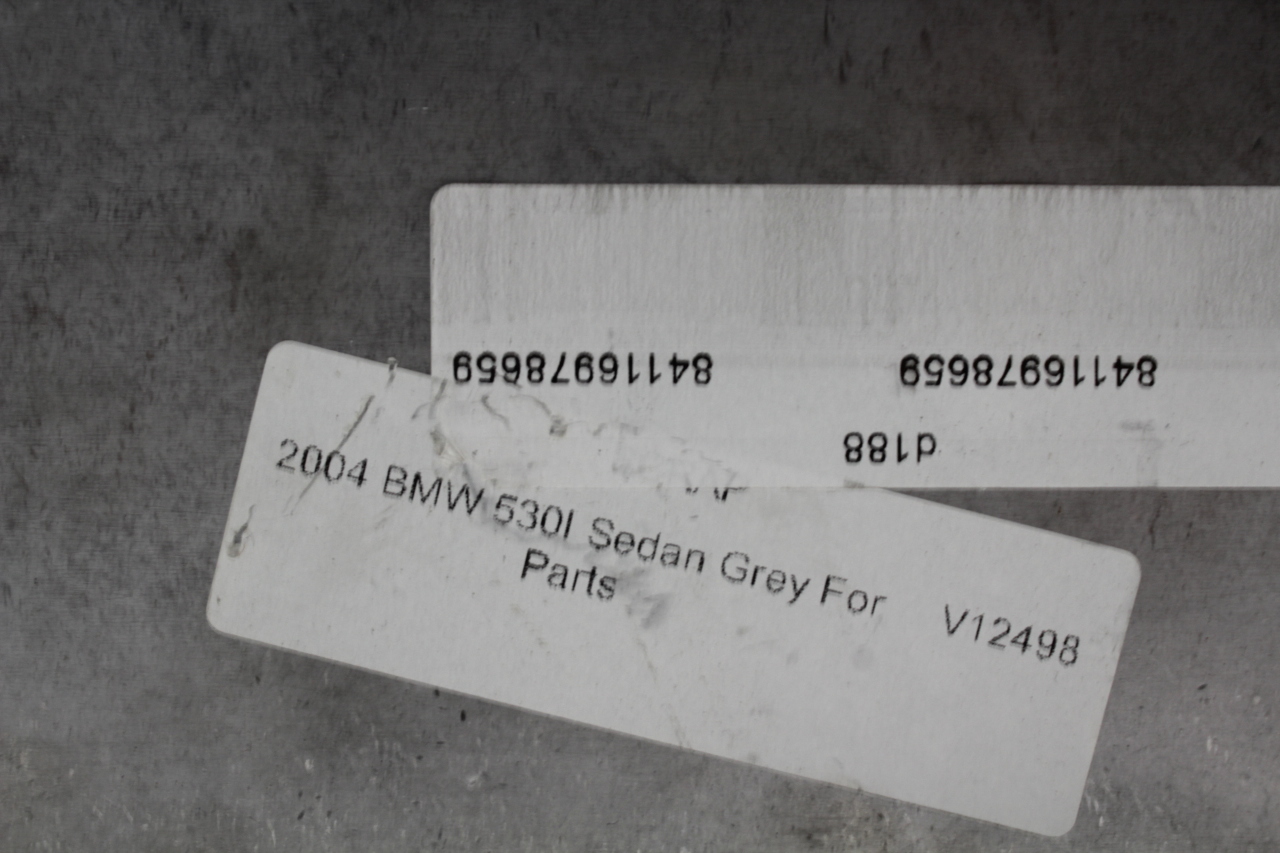 84116978659 84116978659
d188
2004 BMW 530I Sedan Grey For V12498
Parts